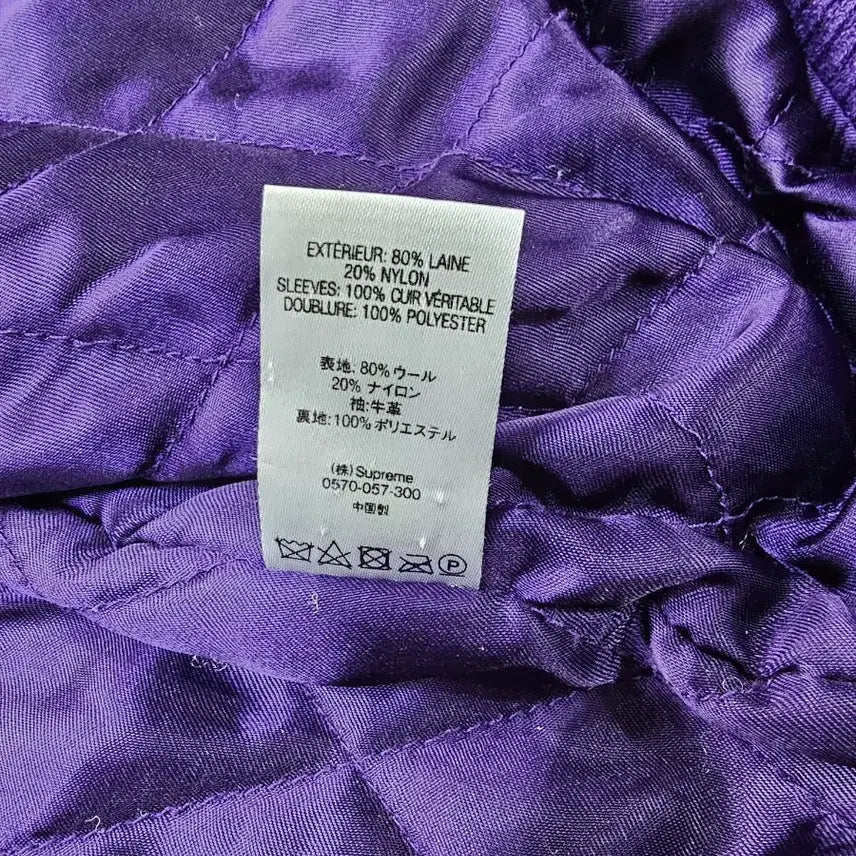 EXTÉRIEUR: 80% LAINE
20% NYLON
SLEEVES: 100% CUIR VÉRITABLE
DOUBLURE: 100% POLYESTER
表地: 80%ウール
20% ナイロン
袖:牛革
裏地:100%ポリエステル
(株)Supreme
0570-057-300
中国製
P